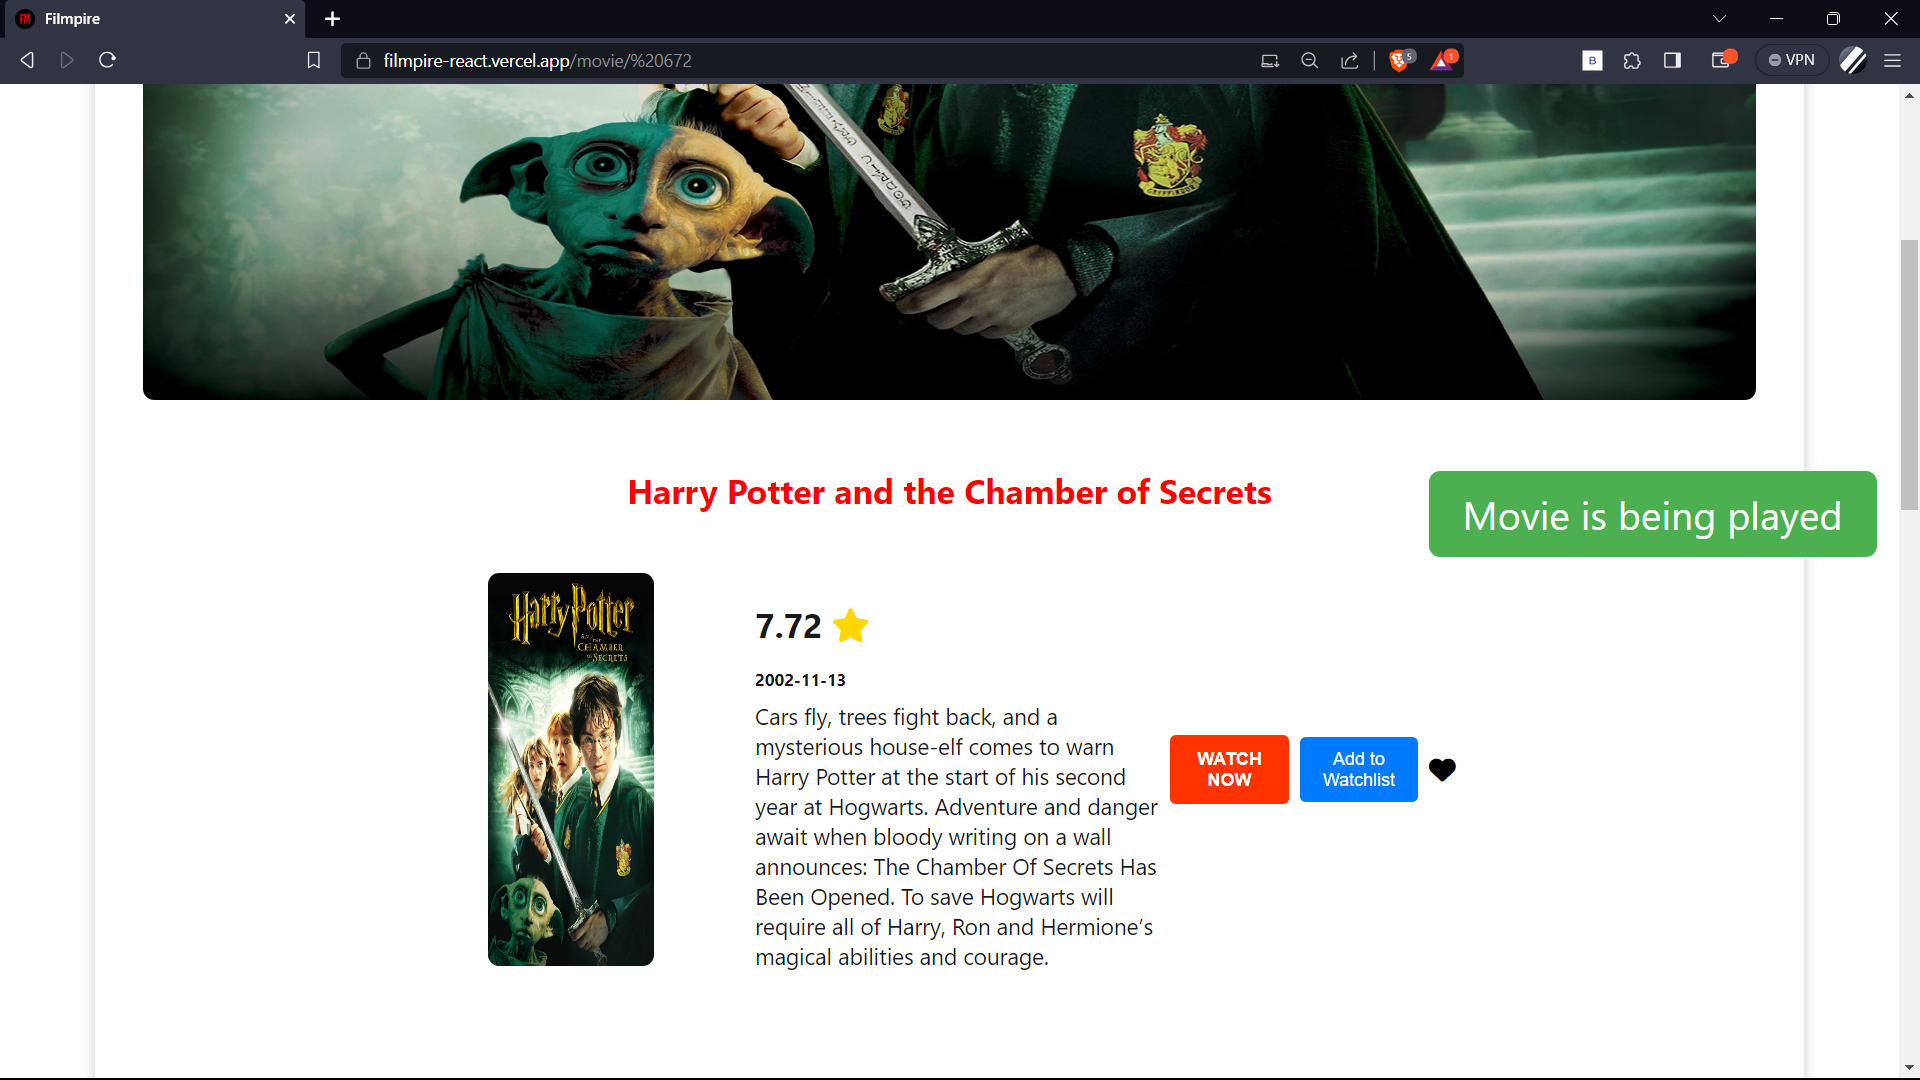 FM Filmpire
filmpire-react.vercel.app/movie/%20672
5
1
B
VPN
GRYFFINDOR
Harry Potter and the Chamber of Secrets
Movie is being played
Harry Potter
AND THE
CHAMBER
OF SECRETS
7.72
2002-11-13
Cars fly, trees fight back, and a
mysterious house-elf comes to warn
Harry Potter at the start of his second
year at Hogwarts. Adventure and danger
await when bloody writing on a wall
announces: The Chamber Of Secrets Has
Been Opened. To save Hogwarts will
require all of Harry, Ron and Hermione’s
magical abilities and courage.
WATCH
NOW
Add to
Watchlist